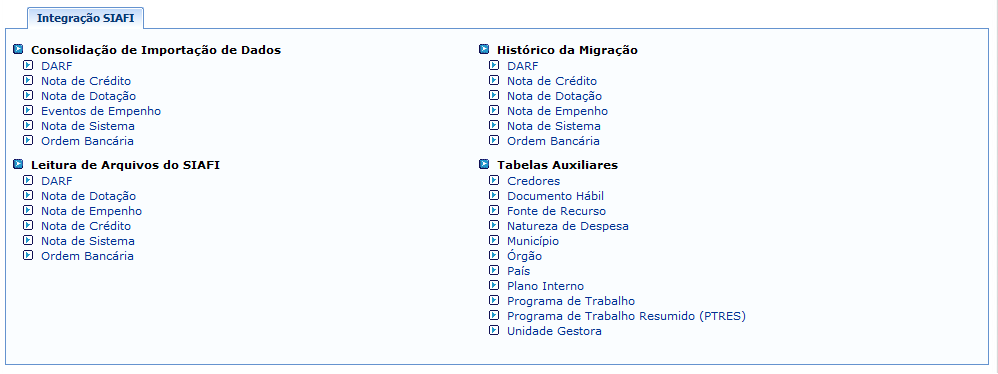 Integração SIAFI
Consolidação de Importação de Dados
DARF
Nota de Crédito
Nota de Dotação
Eventos de Empenho
Nota de Sistema
Ordem Bancária
Leitura de Arquivos do SIAFI
DARF
Nota de Dotação
Nota de Empenho
Nota de Crédito
Nota de Sistema
Ordem Bancária
Histórico da Migração
DARF
Nota de Crédito
Nota de Dotação
Nota de Empenho
Nota de Sistema
Ordem Bancária
Tabelas Auxiliares
Credores
Documento Hábil
Fonte de Recurso
Natureza de Despesa
Município
Órgão
País
Plano Interno
Programa de Trabalho
Programa de Trabalho Resumido (PTRES)
Unidade Gestora